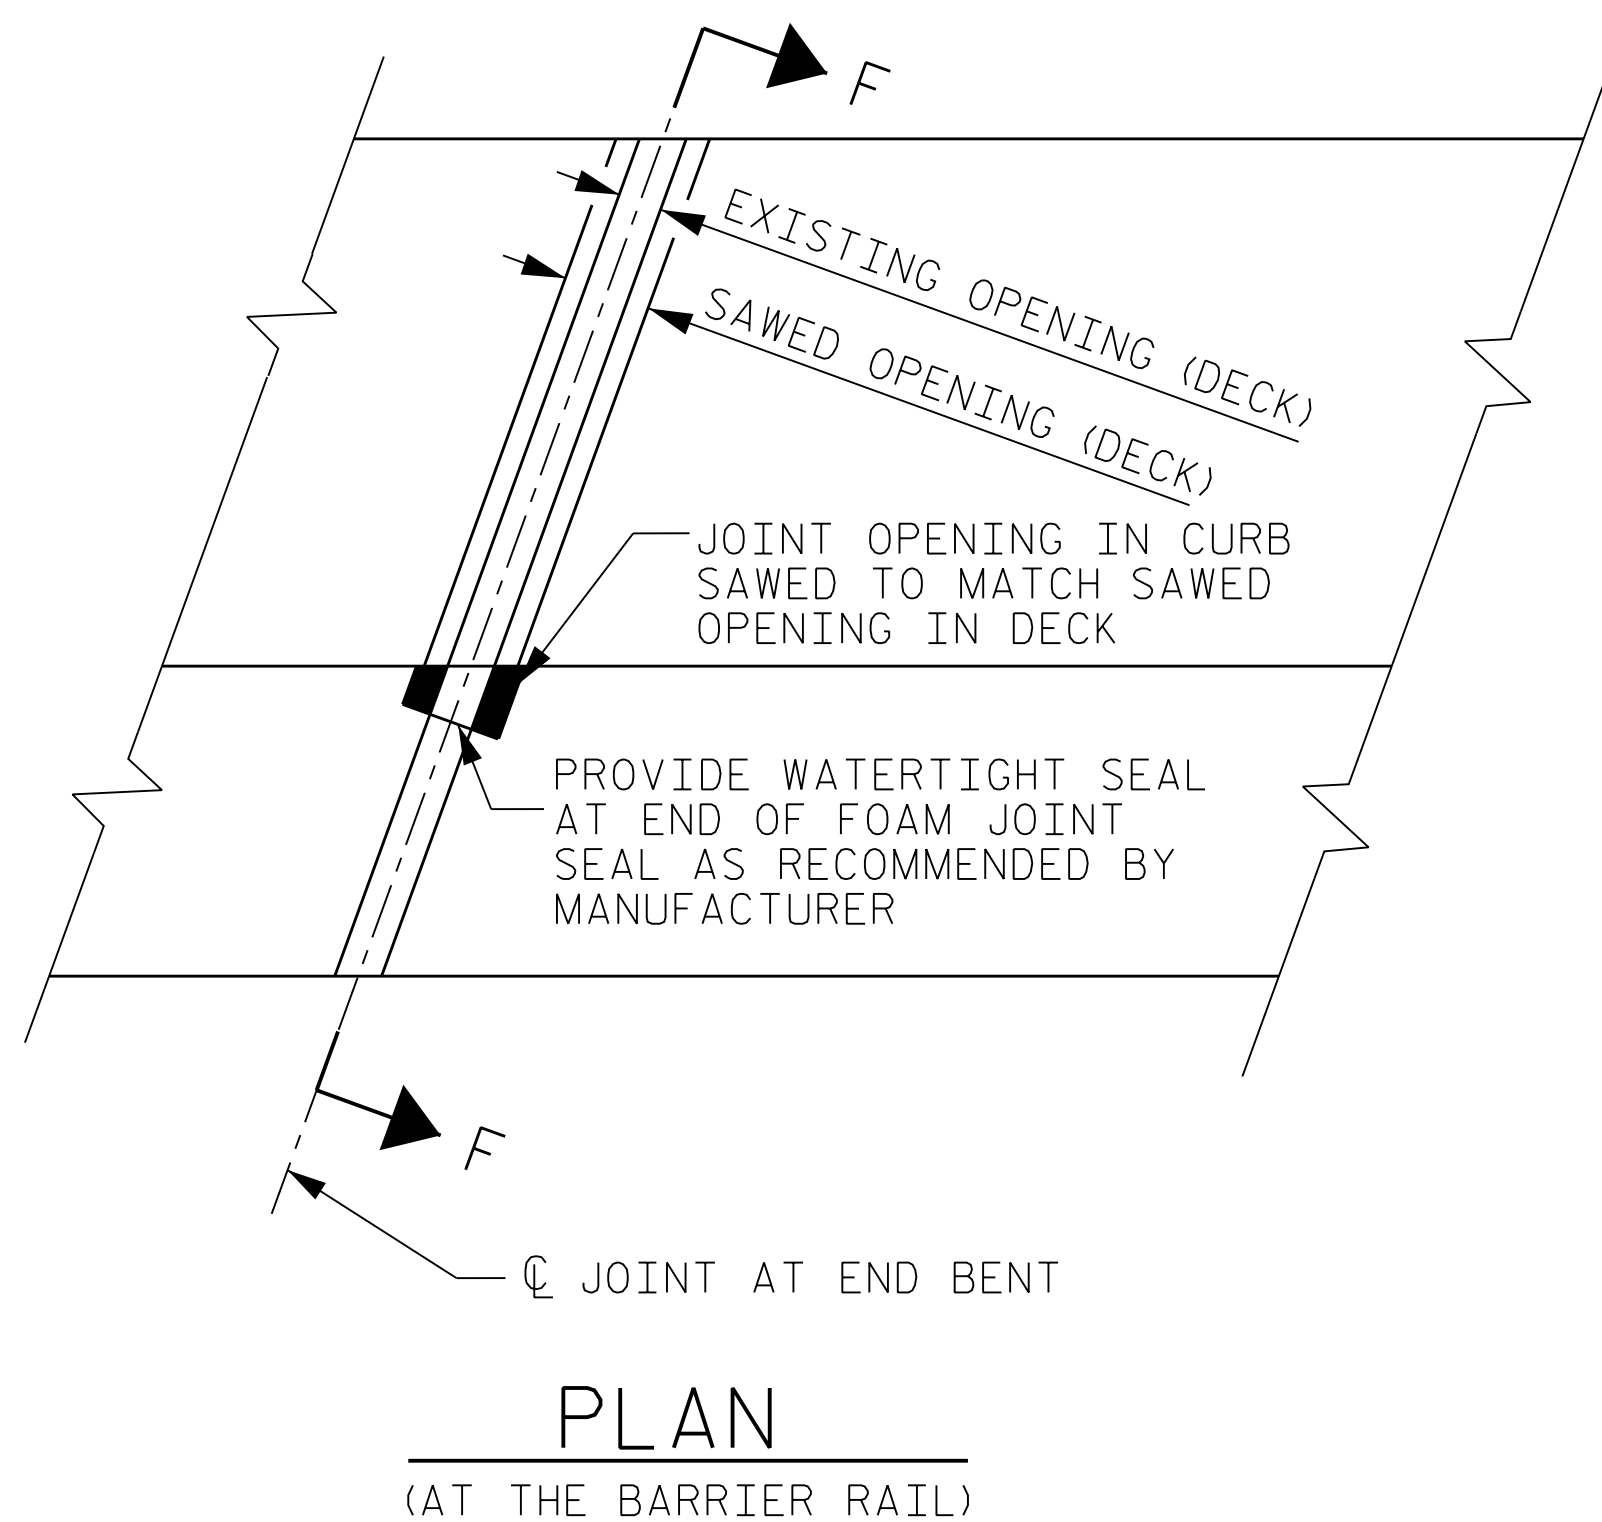 F
EXISTING OPENING (DECK)
SAWED OPENING (DECK)
JOINT OPENING IN CURB
SAWED TO MATCH SAWED
OPENING IN DECK
PROVIDE WATERTIGHT SEAL
AT END OF FOAM JOINT
SEAL AS RECOMMENDED BY
MANUFACTURER
F
℄ JOINT AT END BENT
PLAN
(AT THE BARRIER RAIL)